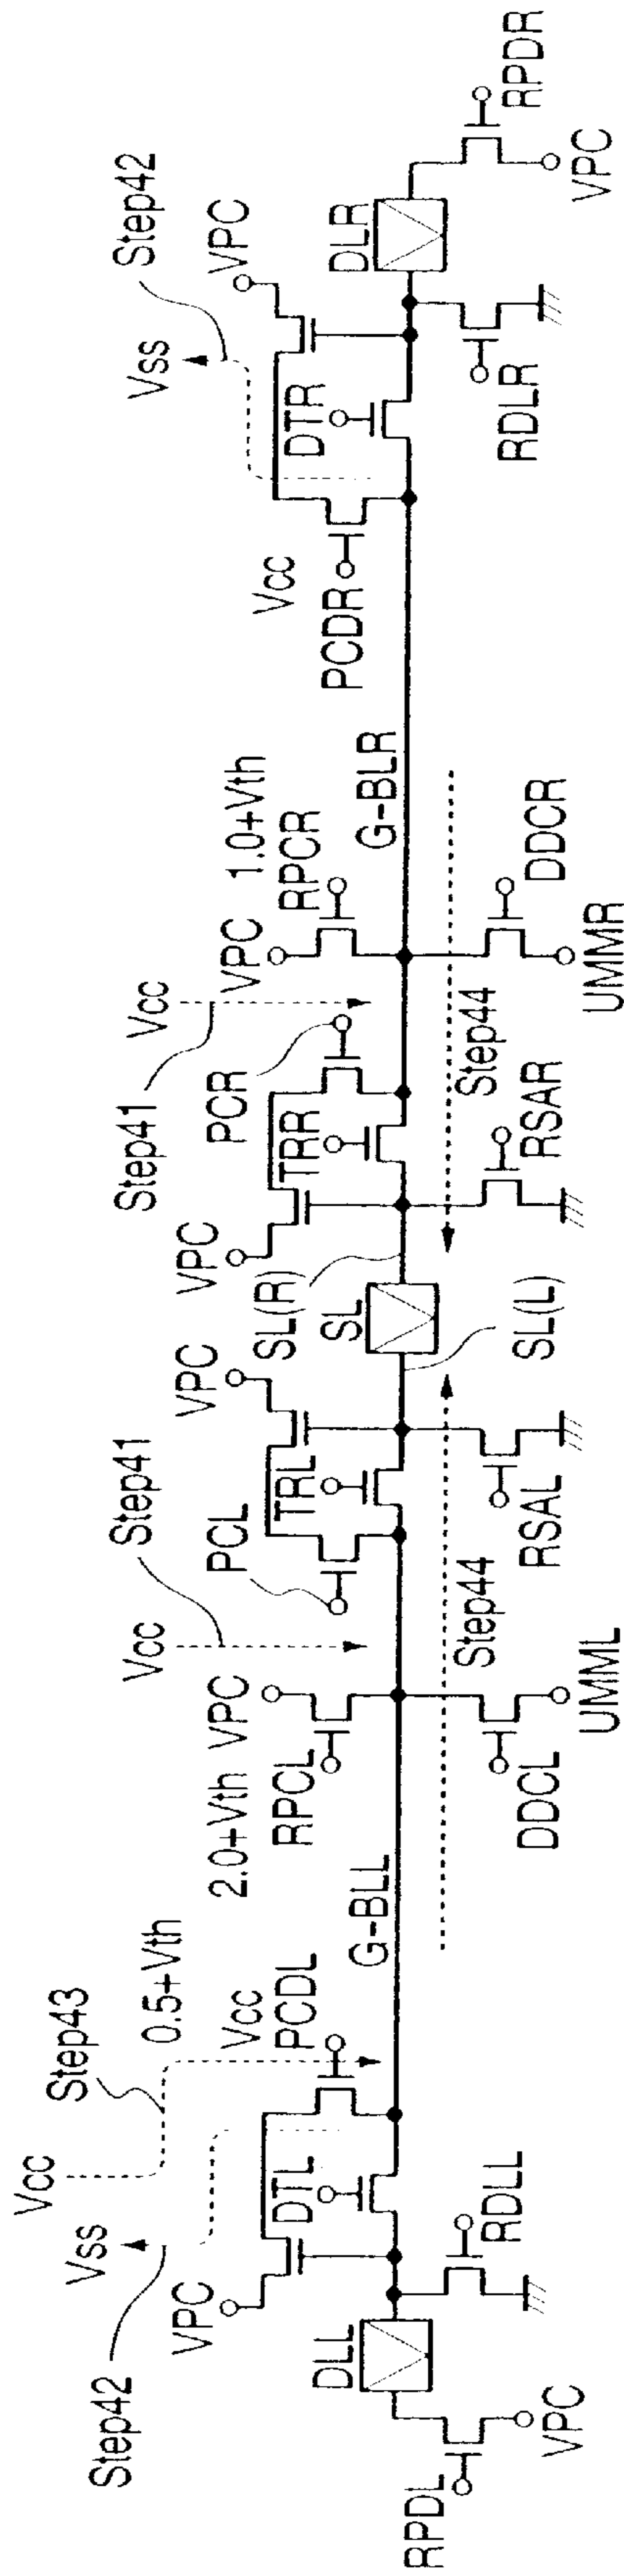 Step42
Vss
VPC
DTR
Vcc
PCDR
DLR
RPDR
VPC
RDLR
G-BLR
1.0+Vth
RPCR
VPC
Vcc
Step41
PCR
TRR
VPC
SL(R)
SL
DDCR
UMMR
Step44
RSAR
SL(L)
VPC
TRL
PCL
Step41
Vcc
RSAL
Step44
2.0+Vth
VPC
RPCL
UMML
DDCL
G-BLL
Step43
0.5+Vth
Vcc
Vcc
PCDL
Vss
DTL
VPC
Step42
DLL
RDLL
VPC
RPDL